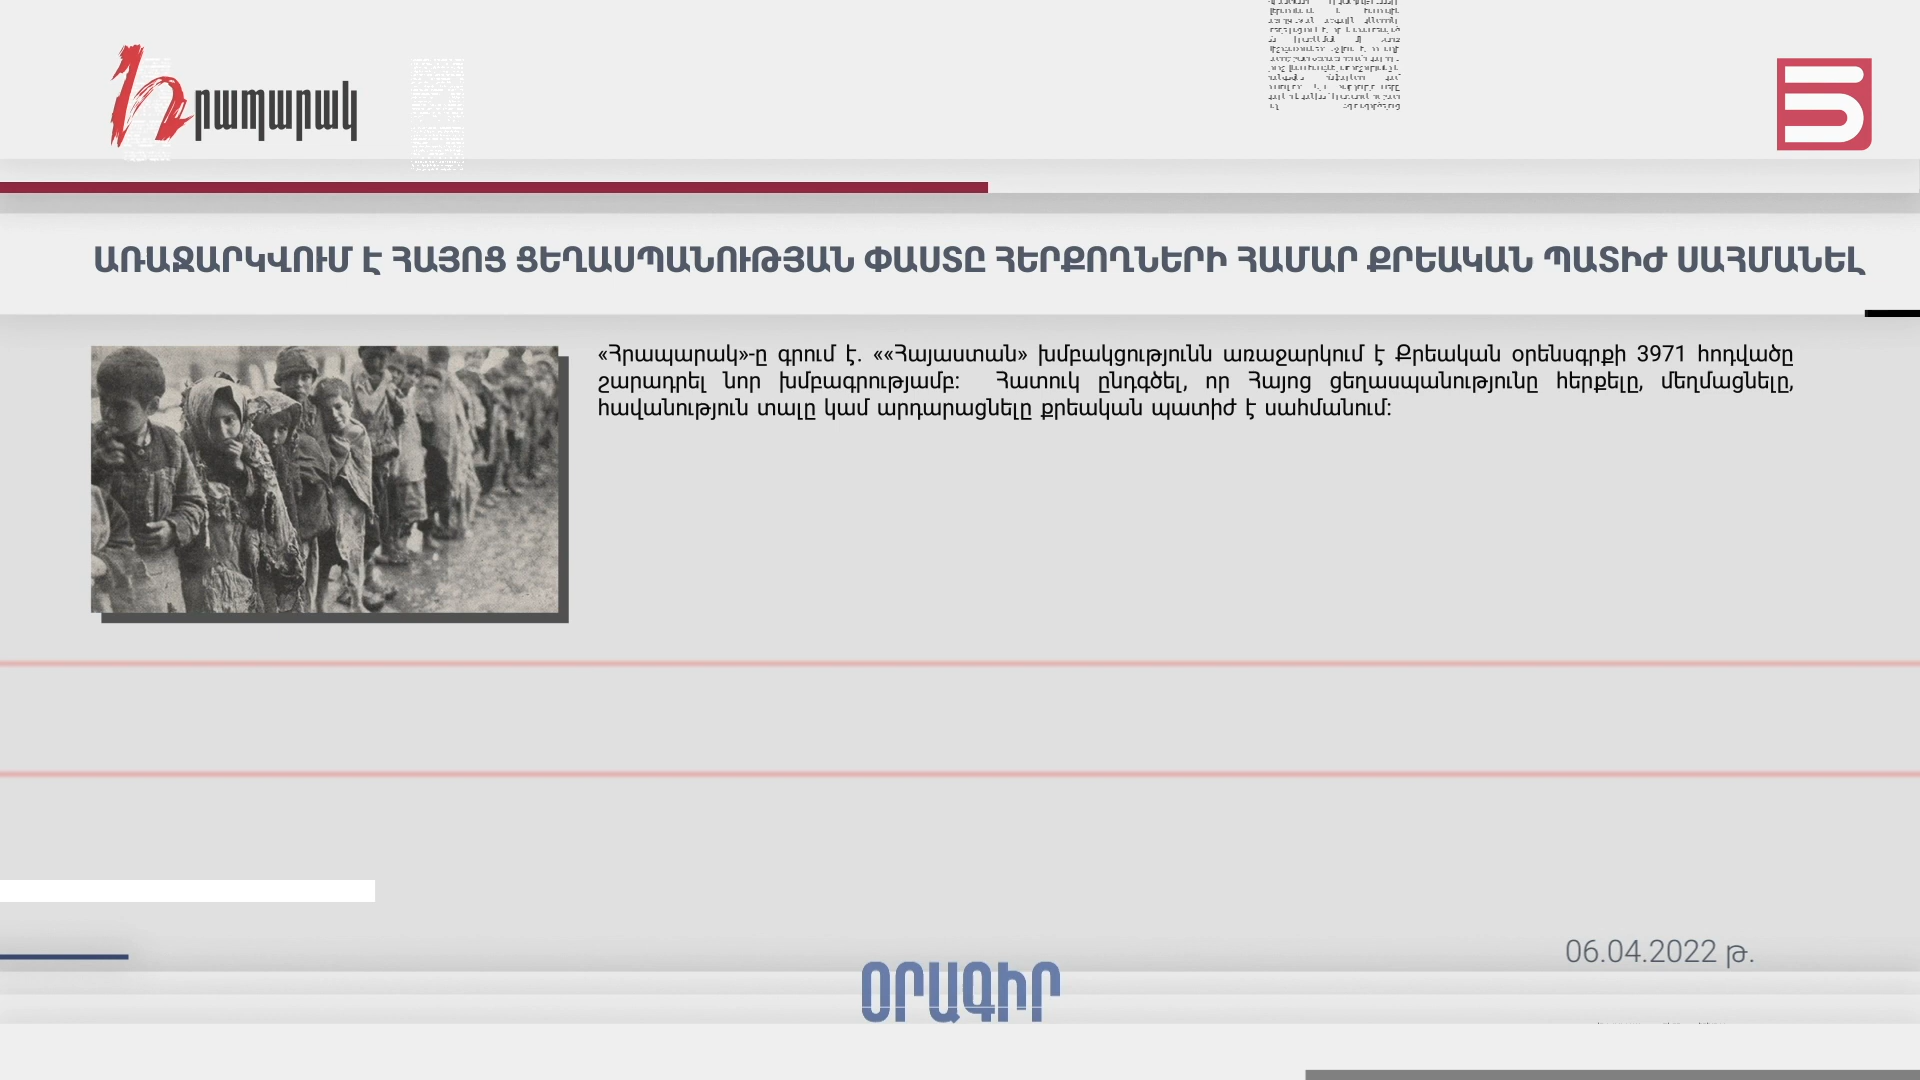 Հրապարակ
ԱՌԱՋԱՐԿՎՈՒՄ Է ՀԱՅՈՑ ՑԵՂԱՍՊԱՆՈՒԹՅԱՆ ՓԱՍՏԸ ՀԵՐՔՈՂՆԵՐԻ ՀԱՄԱՐ ՔՐԵԱԿԱՆ ՊԱՏԻԺ ՍԱՀՄԱՆԵԼ
«Հրապարակ»-ը գրում է. ««Հայաստան» խմբակցությունն առաջարկում է Քրեական օրենսգրքի 3971 հոդվածը
շարադրել նոր խմբագրությամբ։ Հատուկ ընդգծել, որ Հայոց ցեղասպանությունը հերքելը, մեղմացնելը,
հավանություն տալը կամ արդարացնելը քրեական պատիժ է սահմանում։
06.04.2022 թ.
ՕՐԱԳԻՐ